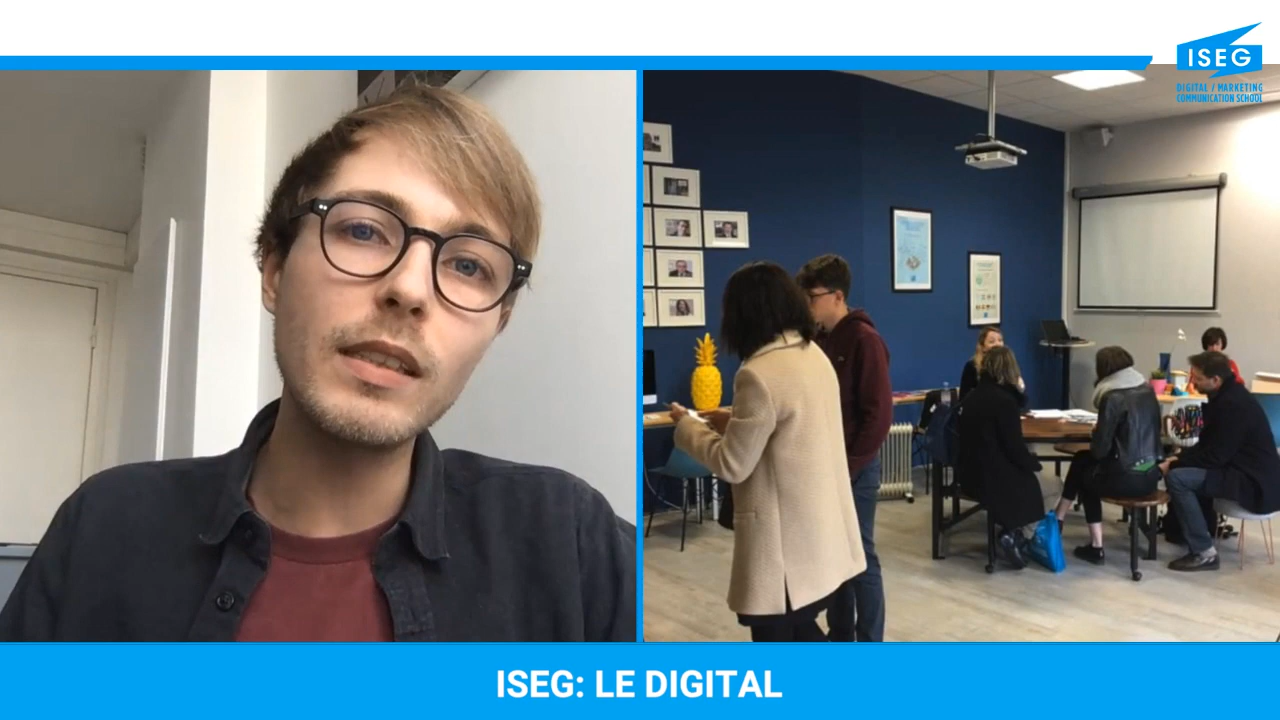 ISEG
DIGITAL / MARKETING
COMMUNICATION SCHOOL
ISEG: LE DIGITAL